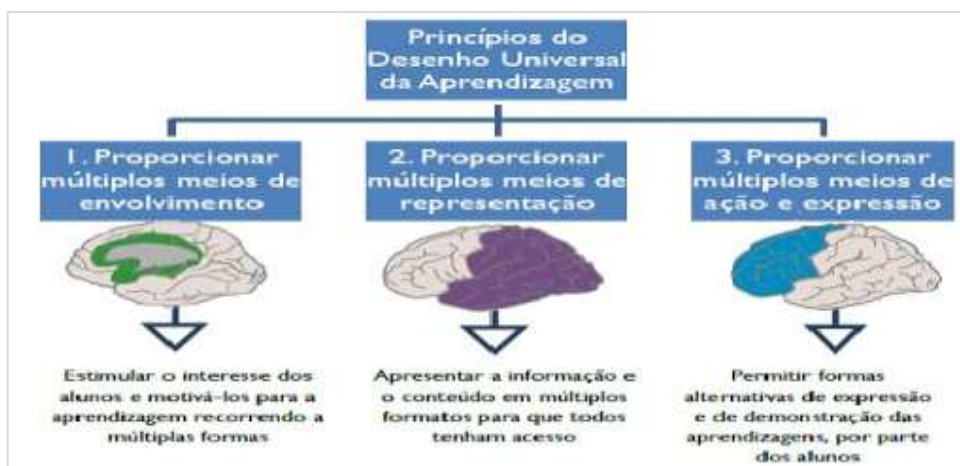 Princípios do
Desenho Universal
da Aprendizagem
1. Proporcionar
múltiplos meios de
envolvimento
2. Proporcionar
múltiplos meios de
representação
3. Proporcionar
múltiplos meios de
ação e expressão
Estimular o interesse dos
alunos e motivá-los para
a aprendizagem recorrendo a
múltiplas formas
Apresentar a informação e
o conteúdo em múltiplos
formatos para que todos
tenham acesso
Permitir formas
alternativas de expressão
e de demonstração das
aprendizagens, por parte
dos alunos